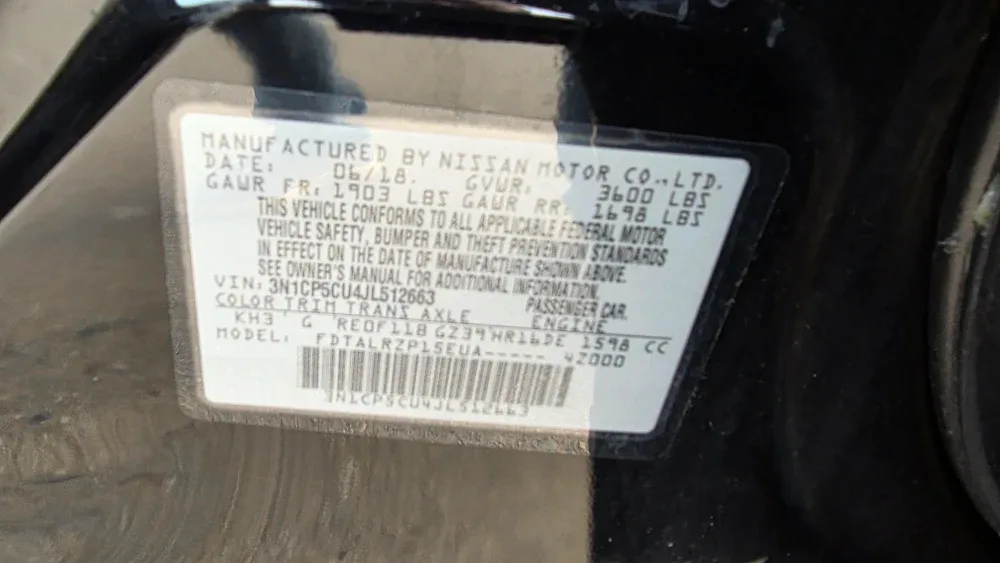 MANUFACTURED BY NISSAN MOTOR CO.,LTD.
DATE: 06/18. GVWR: 3600 LBS
GAWR FR: 1903 LBS GAWR RR: 1698 LBS
THIS VEHICLE CONFORMS TO ALL APPLICABLE FEDERAL MOTOR
VEHICLE SAFETY, BUMPER AND THEFT PREVENTION STANDARDS
IN EFFECT ON THE DATE OF MANUFACTURE SHOWN ABOVE.
SEE OWNER'S MANUAL FOR ADDITIONAL INFORMATION.
VIN: 3N1CP5CU4JL512663 PASSENGER CAR.
COLOR TRIM TRANS AXLE ENGINE
KH3 G RE0F11B GZ39 HR16DE 1598 CC
MODEL: FDTALRZP15EUA----- 42000
3N1CP5CU4JL512663